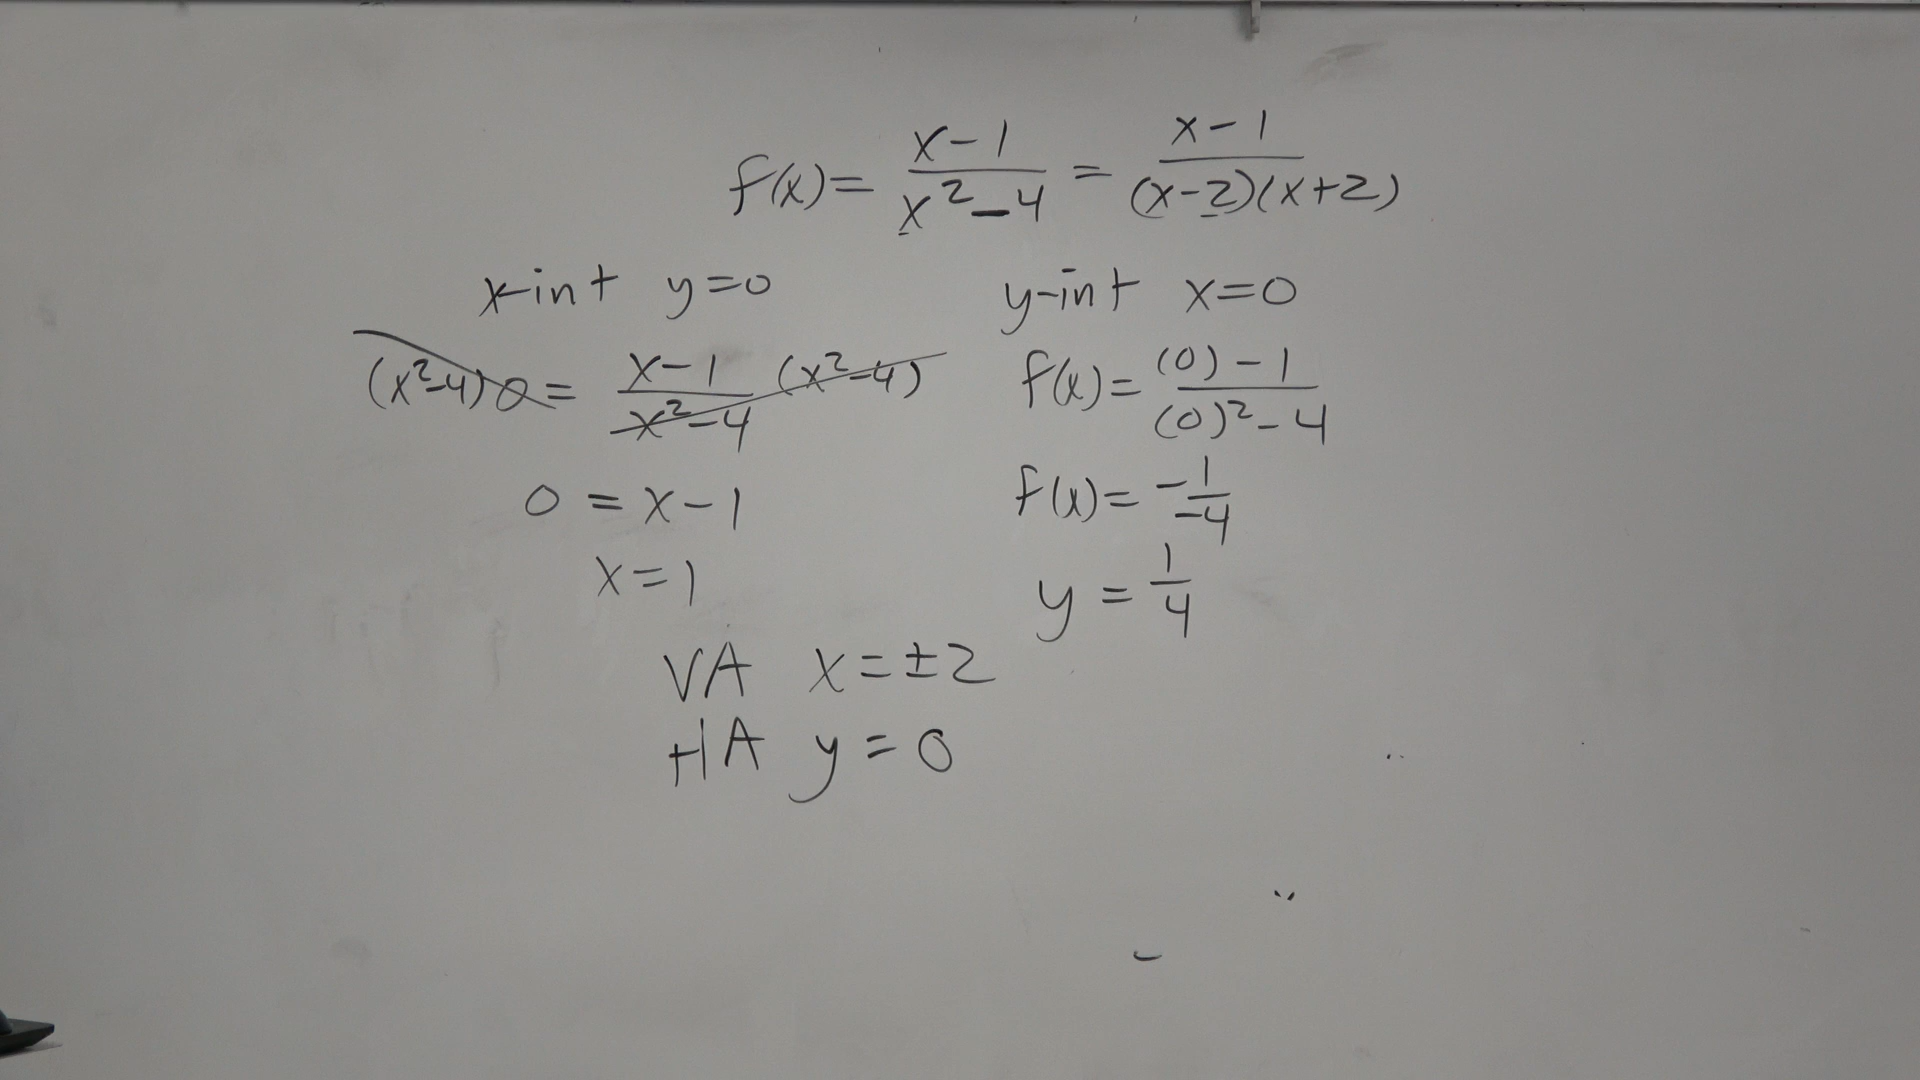 f(x) = x-1/x²-4 = x-1/(x-2)(x+2)
x-int y=0
(x²-4) 0 = x-1/x²-4 (x²-4)
0 = x-1
x=1
y-int x=0
f(x) = (0)-1/(0)²-4
f(x) = -1/-4
y = 1/4
VA x=±2
HA y=0